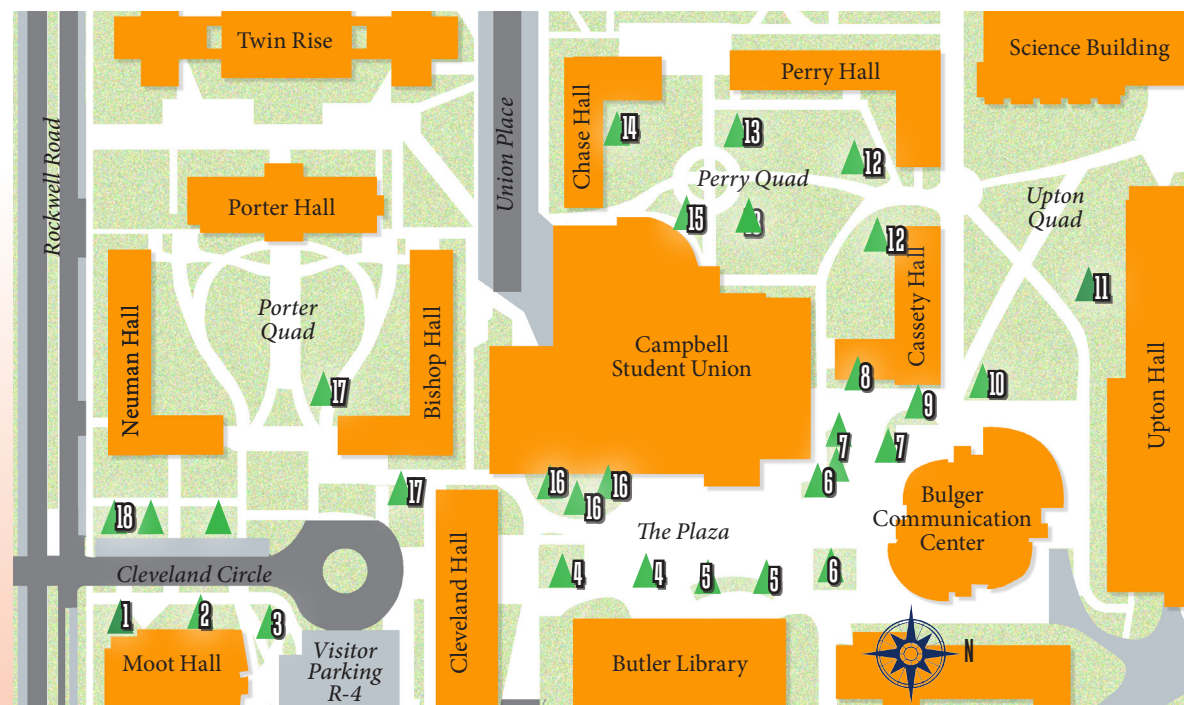 Twin Rise
Science Building
Perry Hall
Chase Hall
Union Place
Rockwell Road
14
13
12
Perry Quad
Upton
Quad
Porter Hall
15
12
Cassety Hall
11
Neuman Hall
Porter
Quad
Bishop Hall
Campbell
Student Union
Upton Hall
8
10
17
9
7
7
16
16
6
17
16
18
Bulger
Communication
Center
The Plaza
Cleveland Circle
Cleveland Hall
4
4
5
5
6
1
2
3
Moot Hall
Visitor
Parking
R-4
Butler Library
N